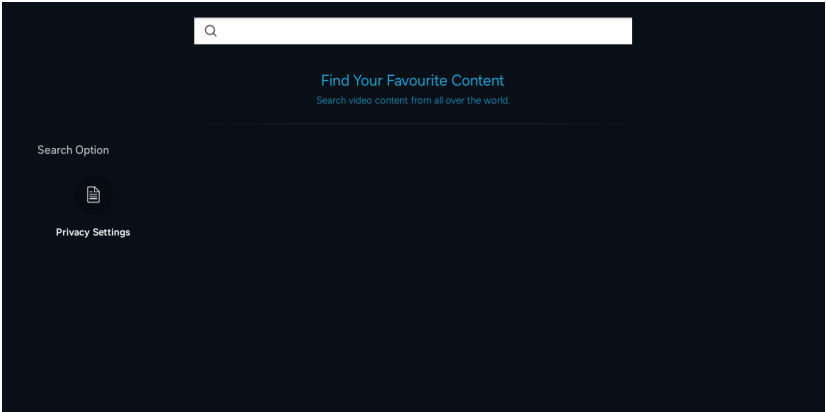 Find Your Favourite Content
Search video content from all over the world.
Search Option
Privacy Settings